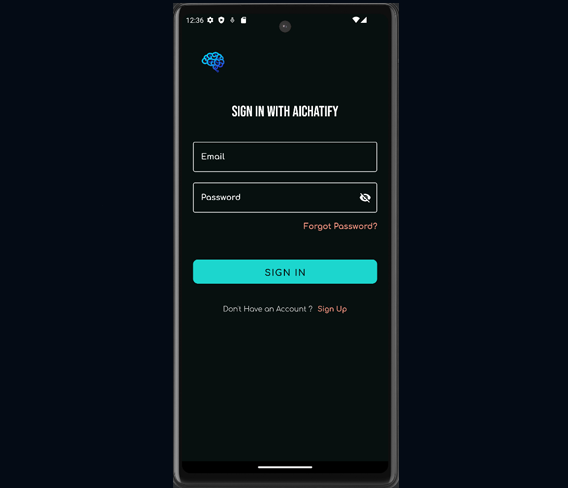 12:36
SIGN IN WITH AICHATIFY
Email
Password
Forgot Password?
SIGN IN
Don't Have an Account ? Sign Up